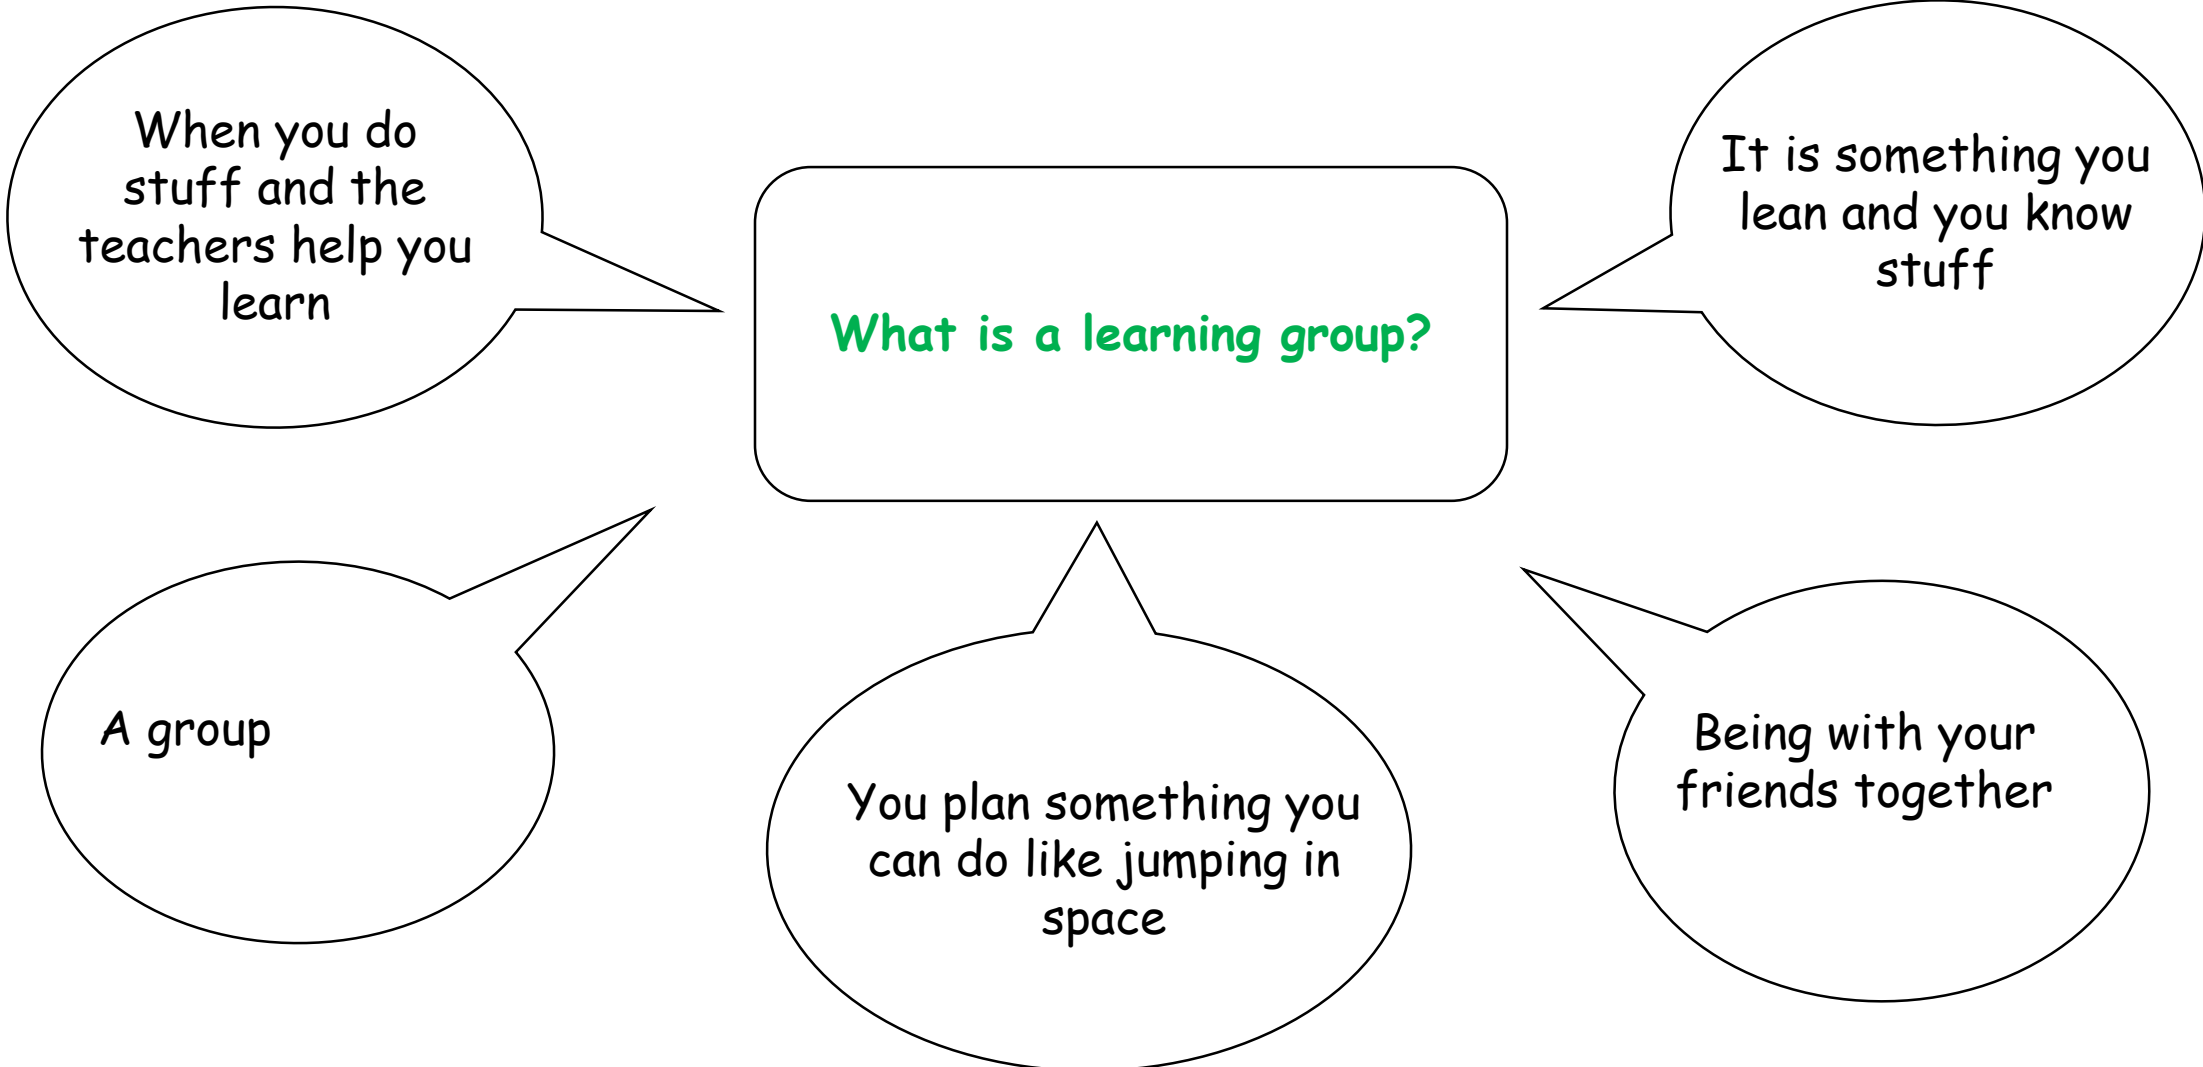 When you do
stuff and the
teachers help you
learn
What is a learning group?
It is something you
lean and you know
stuff
A group
You plan something you
can do like jumping in
space
Being with your
friends together